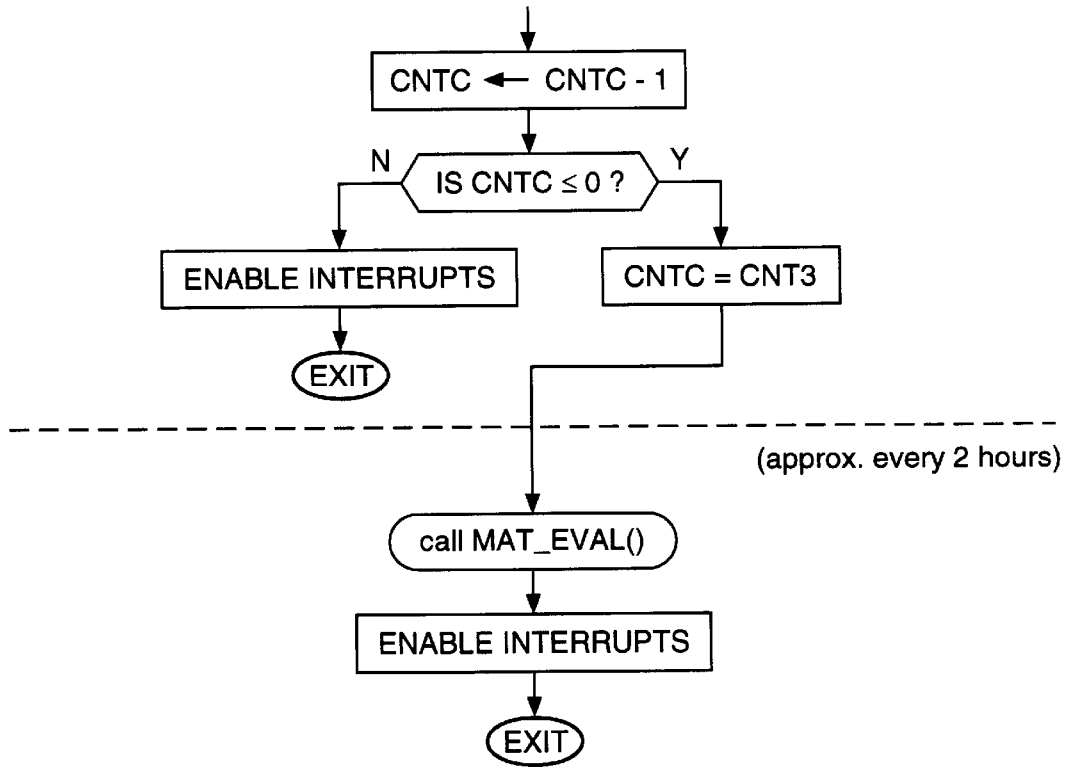 CNTC ← CNTC - 1
N
IS CNTC ≤ 0 ?
Y
ENABLE INTERRUPTS
CNTC = CNT3
EXIT
(approx. every 2 hours)
call MAT_EVAL()
ENABLE INTERRUPTS
EXIT